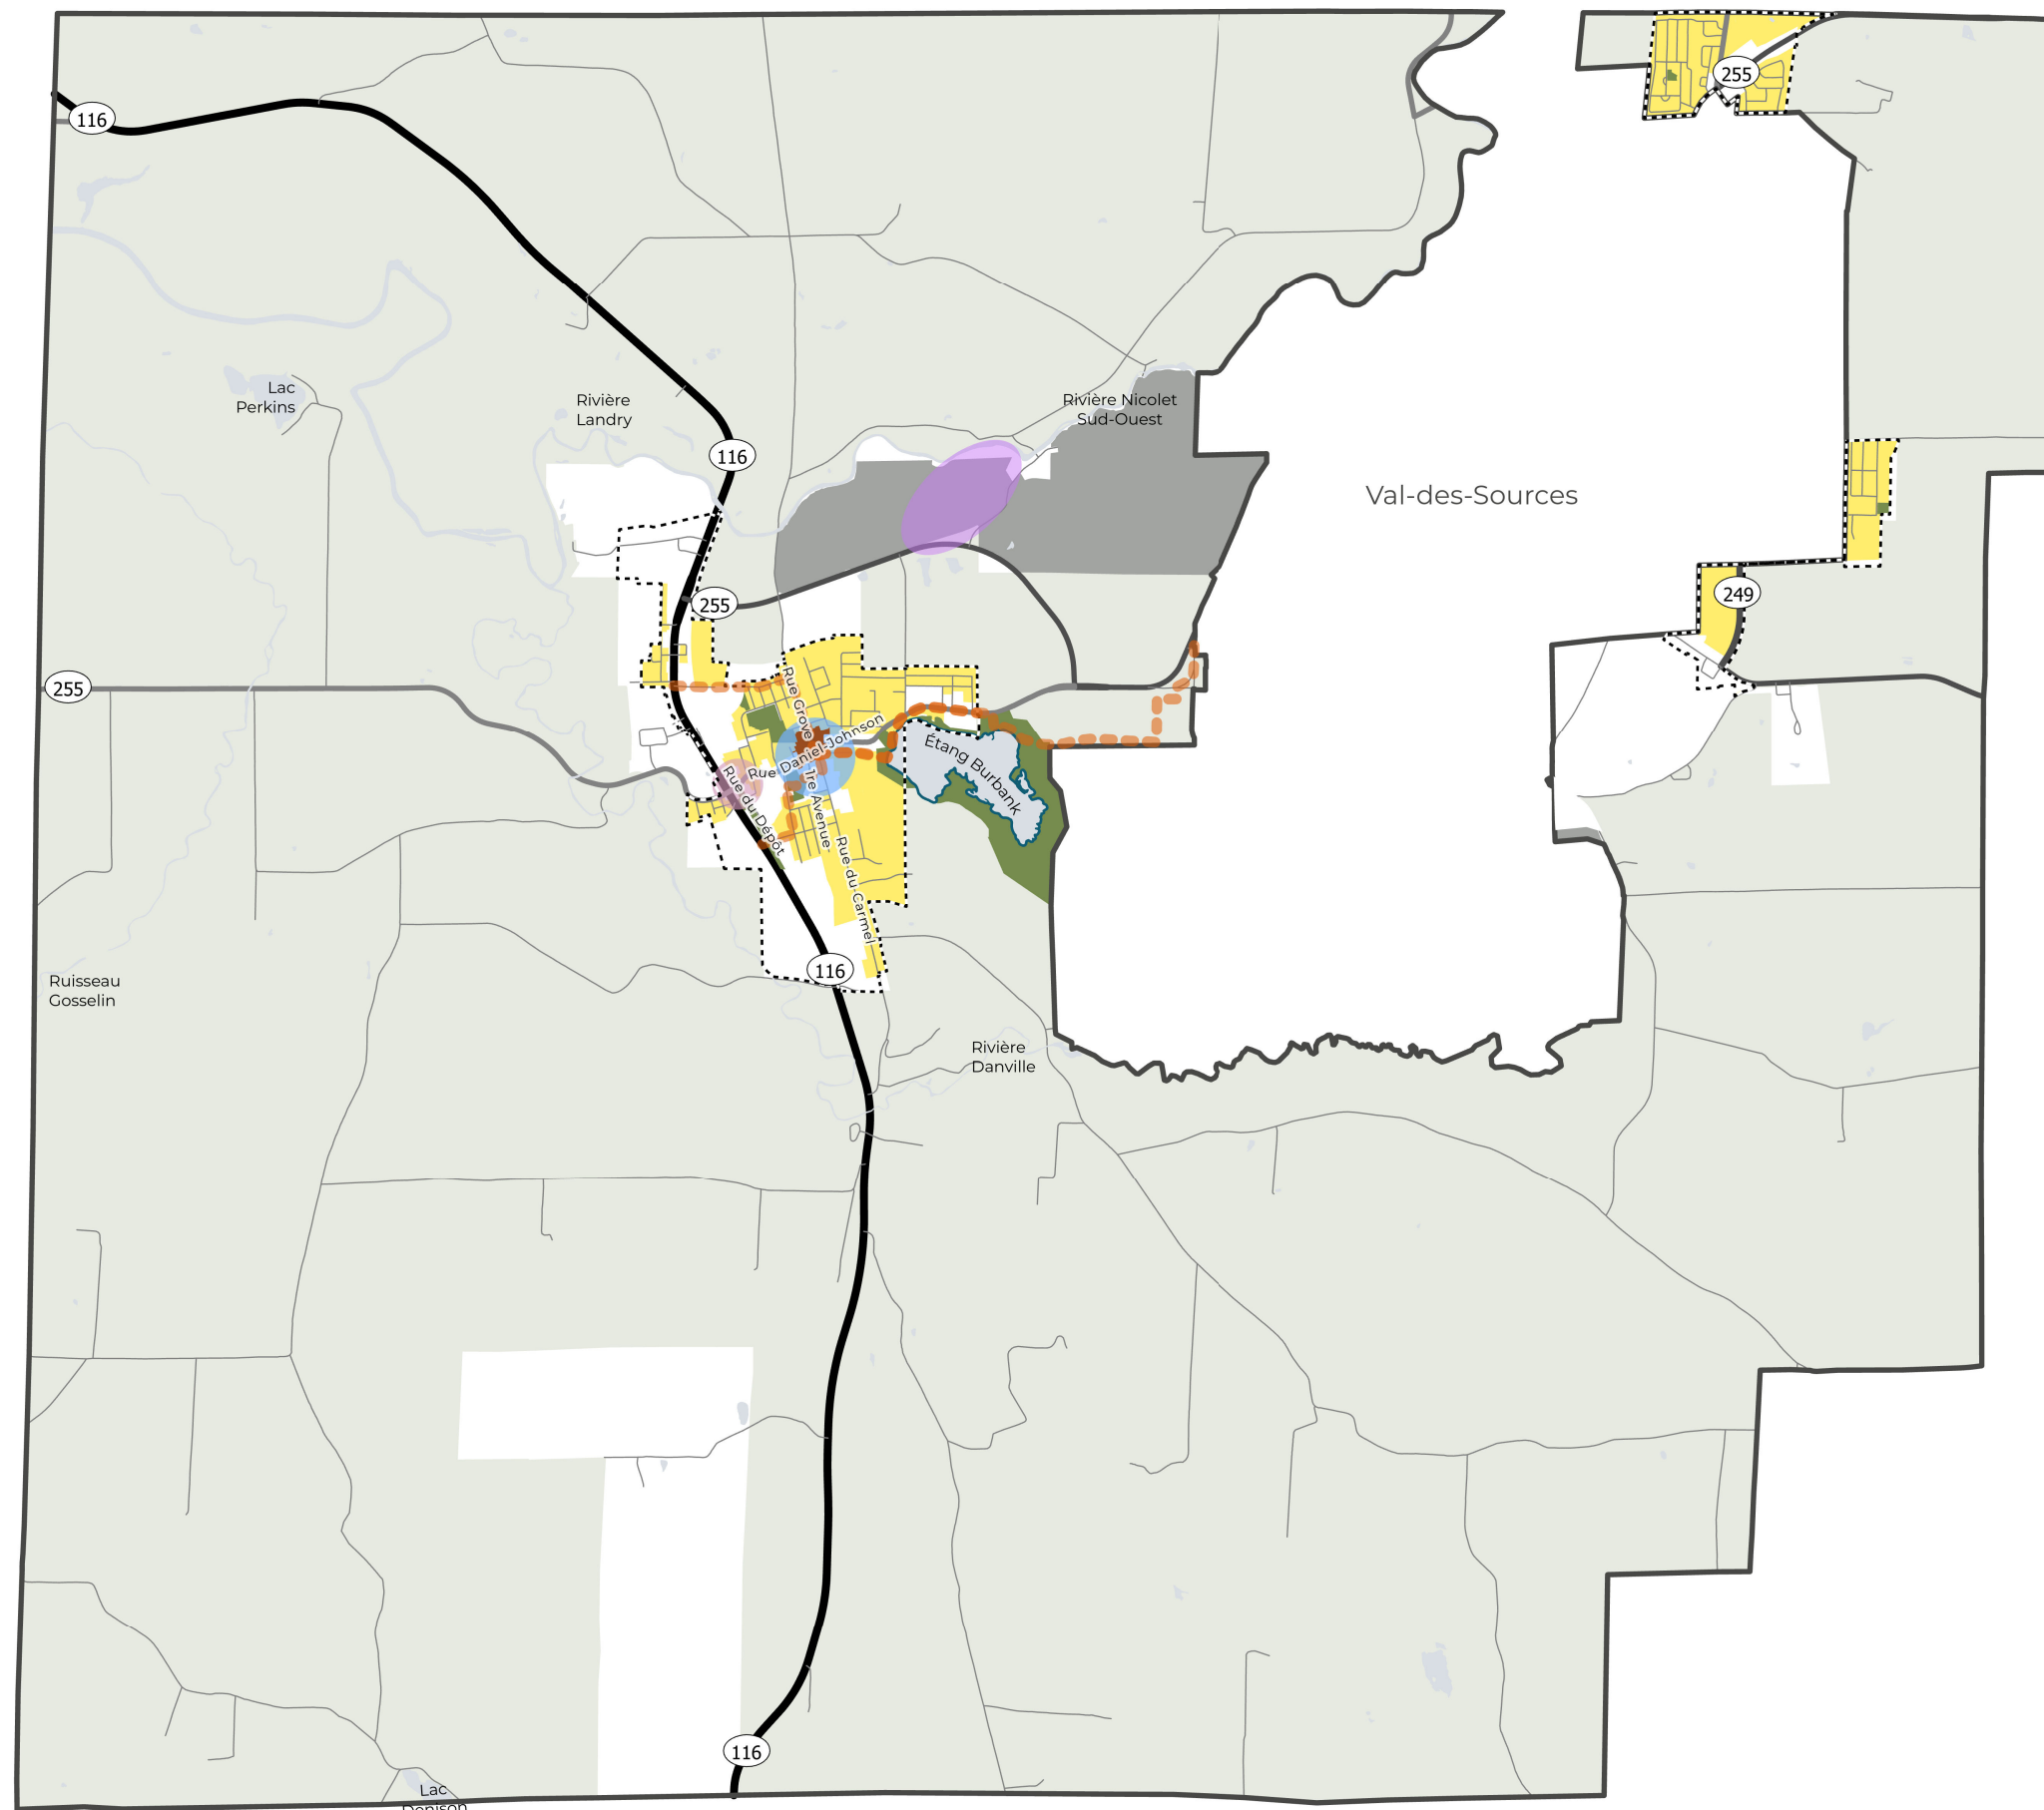 255
116
Lac
Perkins
Rivière
Landry
Rivière Nicolet
Sud-Ouest
116
Val-des-Sources
255
249
255
Rue Grove
Rue Daniel-Johnson
Étang Burbank
Rue du Dépôt
1re Avenue
Rue du Carmel
116
Ruisseau
Gosselin
Rivière
Danville
116
Lac
Denison